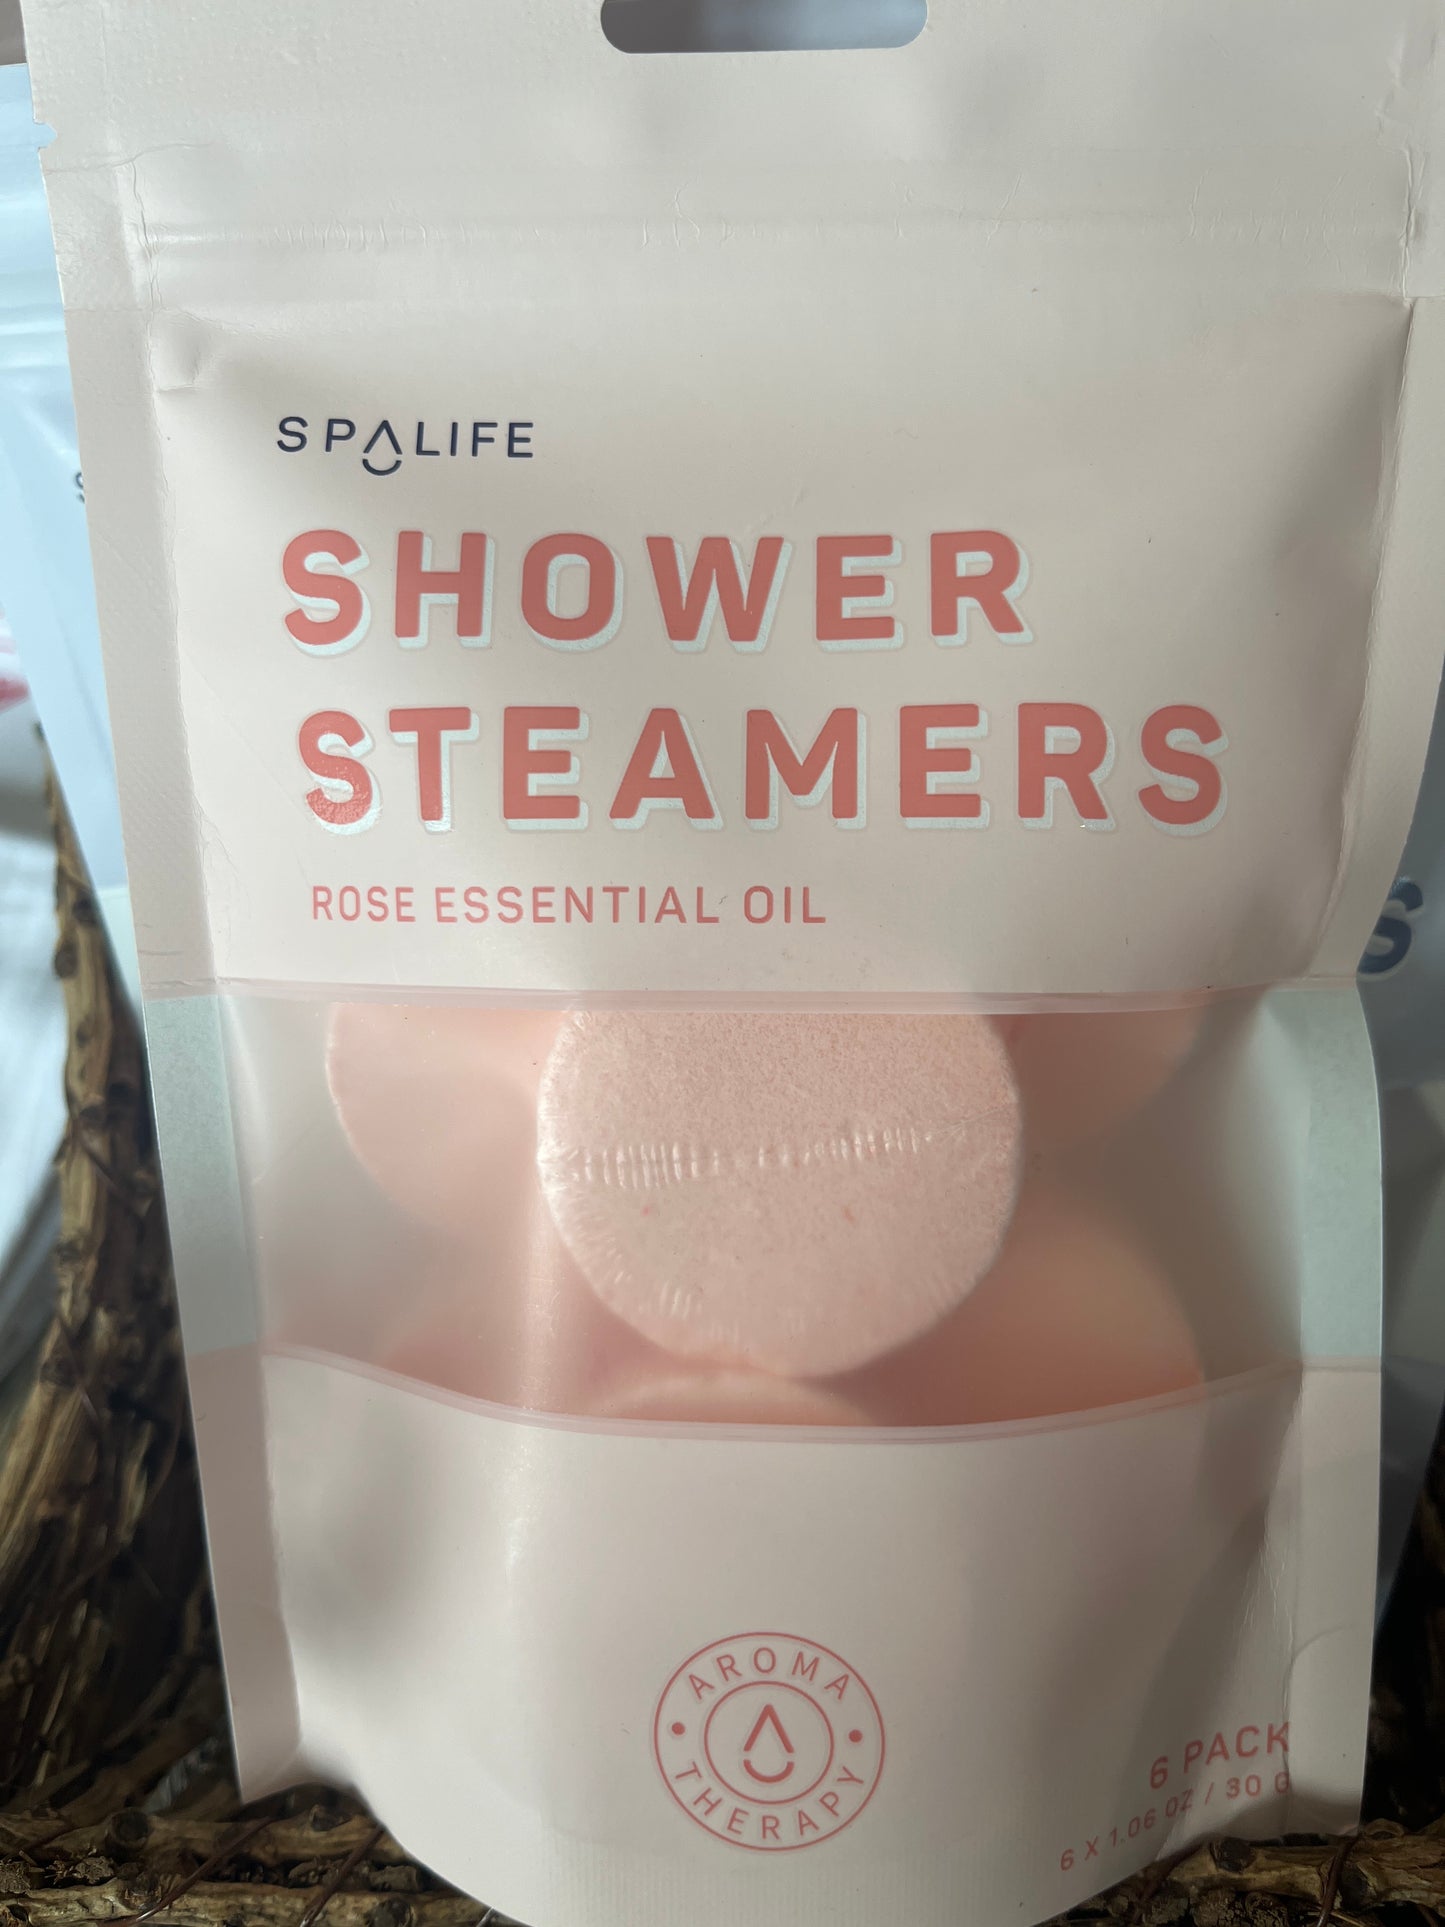 SPALIFE
SHOWER
STEAMERS
ROSE ESSENTIAL OIL
AROMA
THERAPY
6 PACK
6 X 1.06 OZ / 30 G
S
S